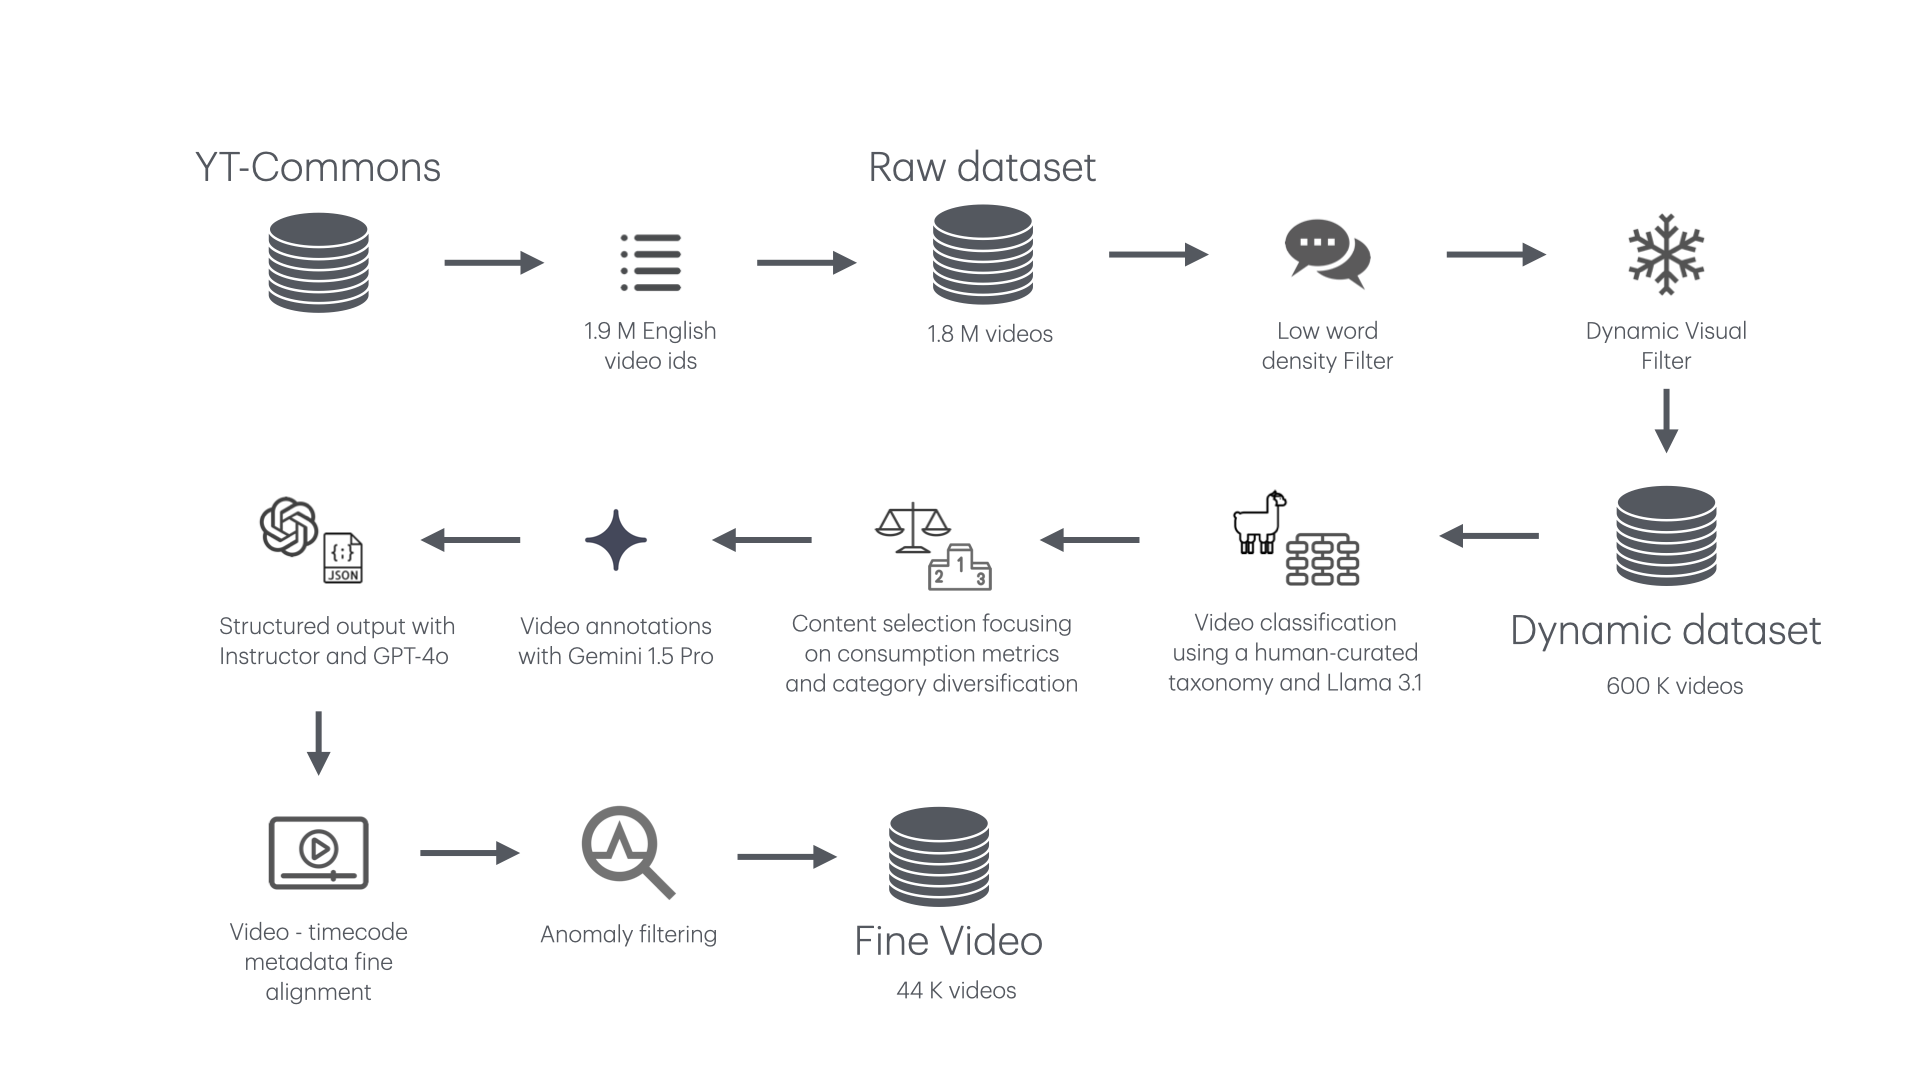 YT-Commons
1.9 M English
video ids
Raw dataset
1.8 M videos
Low word
density Filter
Dynamic Visual
Filter
Dynamic dataset
600 K videos
Video classification
using a human-curated
taxonomy and Llama 3.1
2 1 3
Content selection focusing
on consumption metrics
and category diversification
Video annotations
with Gemini 1.5 Pro
{;}
JSON
Structured output with
Instructor and GPT-4o
Video - timecode
metadata fine
alignment
Anomaly filtering
Fine Video
44 K videos